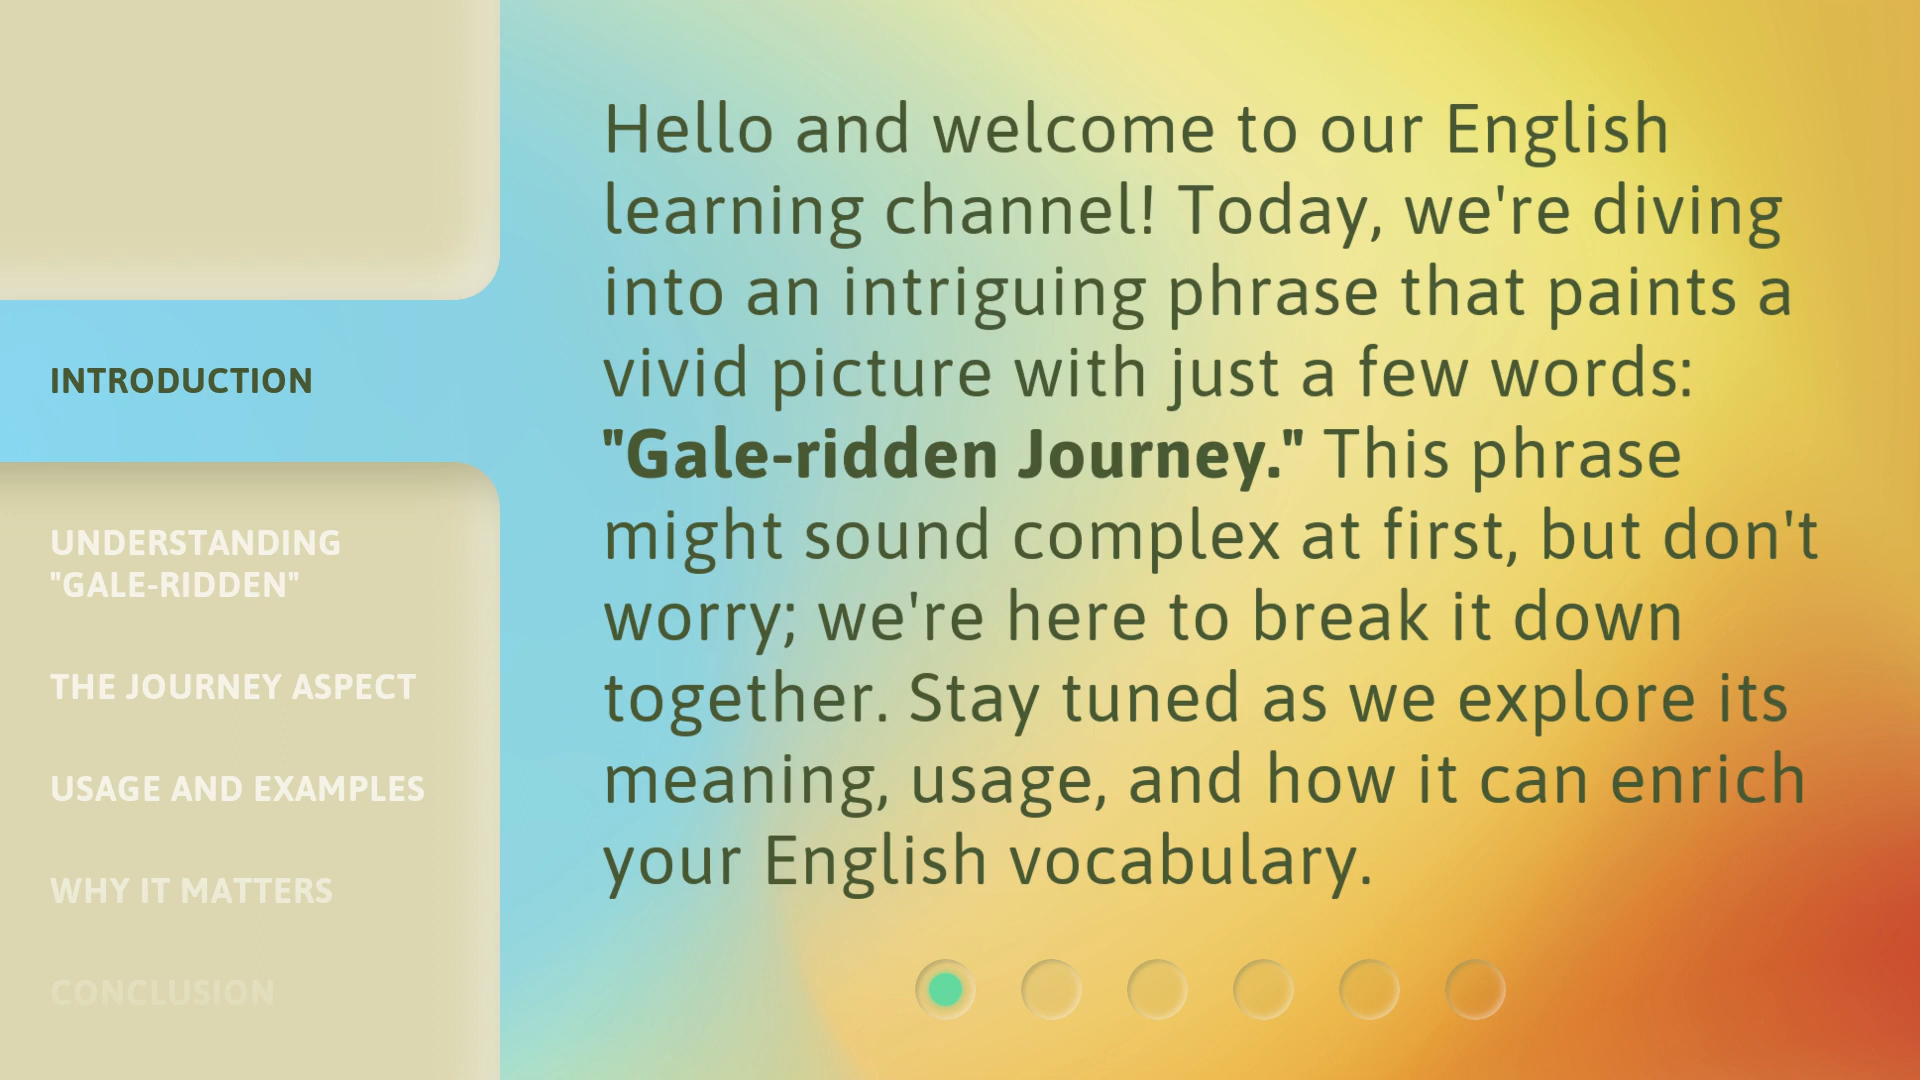 INTRODUCTION
UNDERSTANDING
"GALE-RIDDEN"
THE JOURNEY ASPECT
USAGE AND EXAMPLES
WHY IT MATTERS
CONCLUSION
Hello and welcome to our English
learning channel! Today, we're diving
into an intriguing phrase that paints a
vivid picture with just a few words:
"Gale-ridden Journey." This phrase
might sound complex at first, but don't
worry; we're here to break it down
together. Stay tuned as we explore its
meaning, usage, and how it can enrich
your English vocabulary.